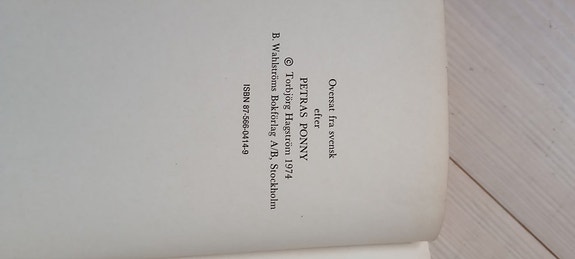 Oversat fra svensk
efter
PETRAS PONNY
© Torbjörg Hagström 1974
B. Wahlströms Bokförlag A/B, Stockholm
ISBN 87-566-0414-9